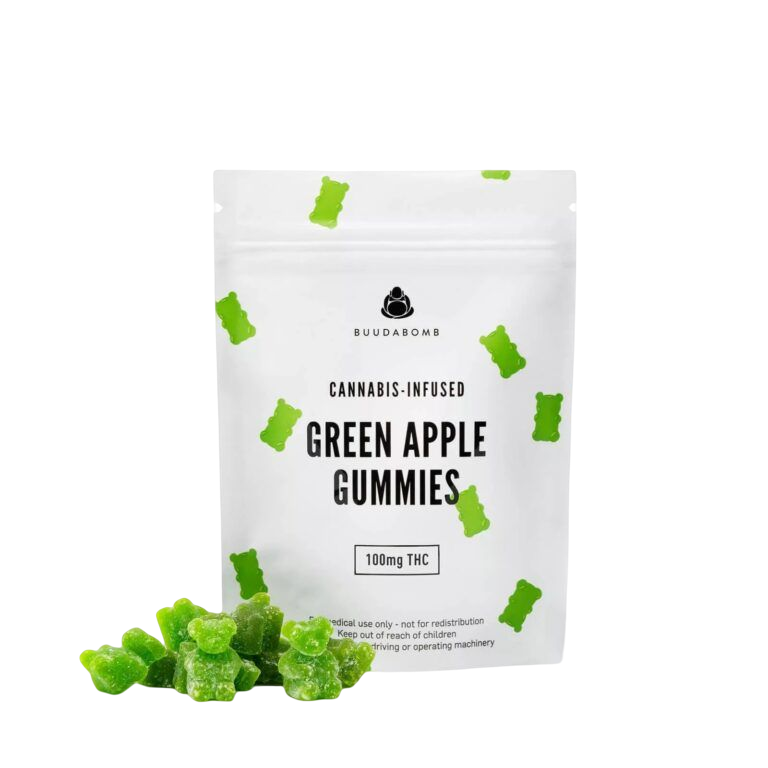 BUUDABOMB
CANNABIS-INFUSED
GREEN APPLE
GUMMIES
100mg THC
medical use only - not for redistribution
Keep out of reach of children
driving or operating machinery